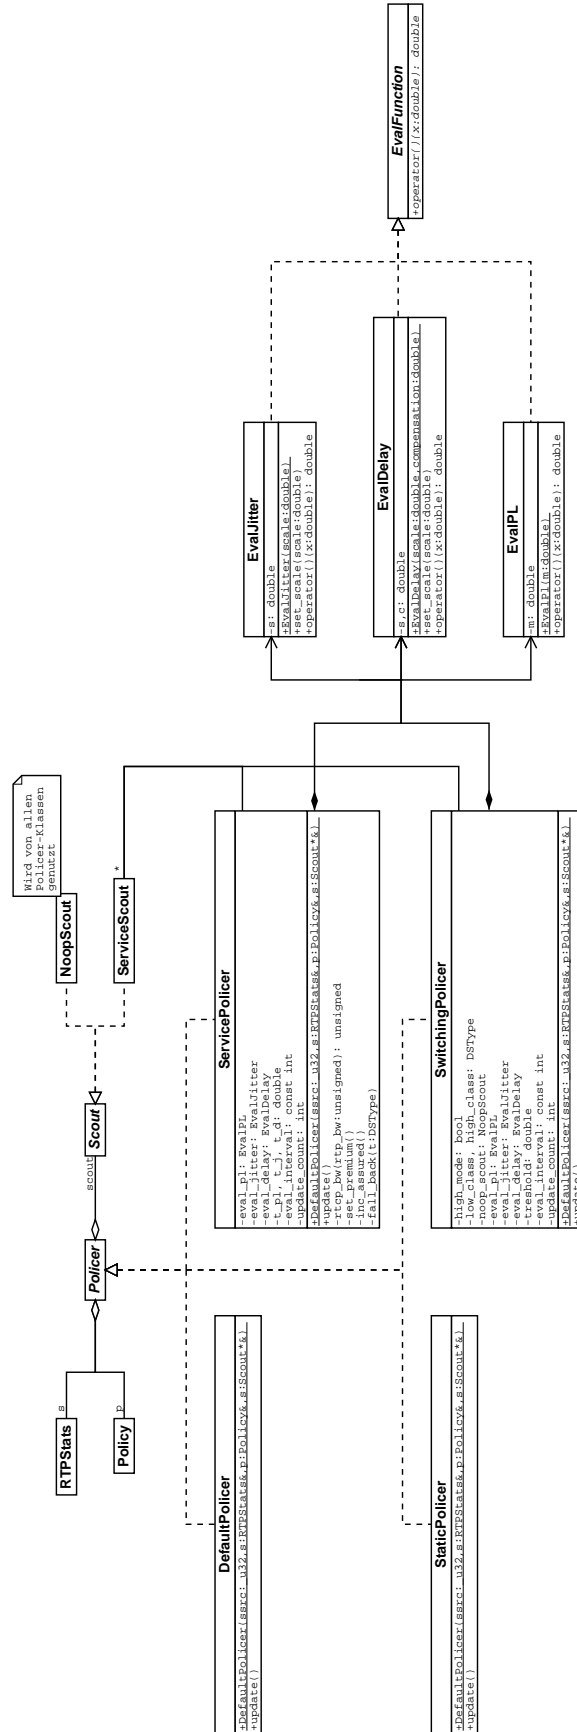 RTPStats
s
Policy
p
Policer
scout
Scout
NoopScout
ServiceScout
*
Wird von allen
Policer-Klassen
genutzt
DefaultPolicer
+DefaultPolicer(ssrc:_u32,s:RTPStats&,p:Policy&,s:Scout*&)
+update()
ServicePolicer
-eval_pl: EvalPL
-eval_jitter: EvalJitter
-eval_delay: EvalDelay
-t_pl, t_j, t_d: double
-eval_interval: const int
-update_count: int
+DefaultPolicer(ssrc:_u32,s:RTPStats&,p:Policy&,s:Scout*&)
+update()
-rtcp_bw(rtp_bw:unsigned): unsigned
-set_premium()
-inc_assured()
-fall_back(t:DSType)
EvalJitter
-s: double
+EvalJitter(scale:double)
+set_scale(scale:double)
+operator()(x:double): double
EvalDelay
-s,c: double
+EvalDelay(scale:double,compensation:double)
+set_scale(scale:double)
+operator()(x:double): double
EvalFunction
+operator()(x:double): double
StaticPolicer
+DefaultPolicer(ssrc:_u32,s:RTPStats&,p:Policy&,s:Scout*&)
+update()
SwitchingPolicer
-high_mode: bool
-low_class, high_class: DSType
-noop_scout: NoopScout
-eval_pl: EvalPL
-eval_jitter: EvalJitter
-eval_delay: EvalDelay
-treshold: double
-eval_interval: const int
-update_count: int
+DefaultPolicer(ssrc:_u32,s:RTPStats&,p:Policy&,s:Scout*&)
+update()
EvalPL
-m: double
+EvalPl(m:double)
+operator()(x:double): double